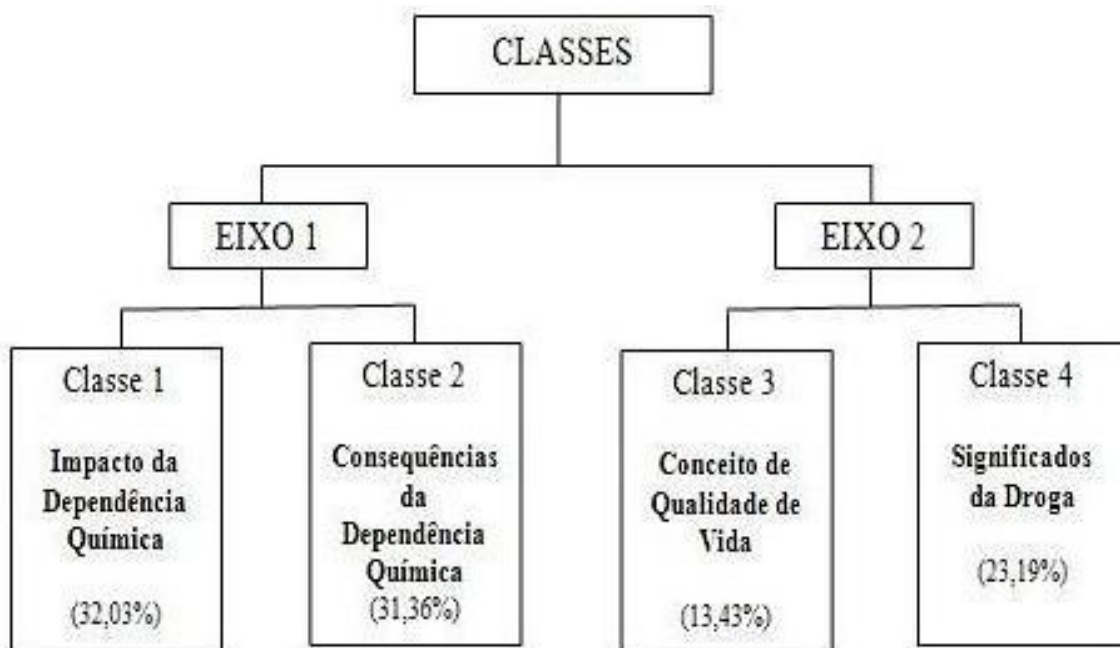 CLASSES
EIXO 1
EIXO 2
Classe 1
Impacto da
Dependência
Química
(32,03%)
Classe 2
Consequências
da
Dependência
Química
(31,36%)
Classe 3
Conceito de
Qualidade de
Vida
(13,43%)
Classe 4
Significados
da Droga
(23,19%)